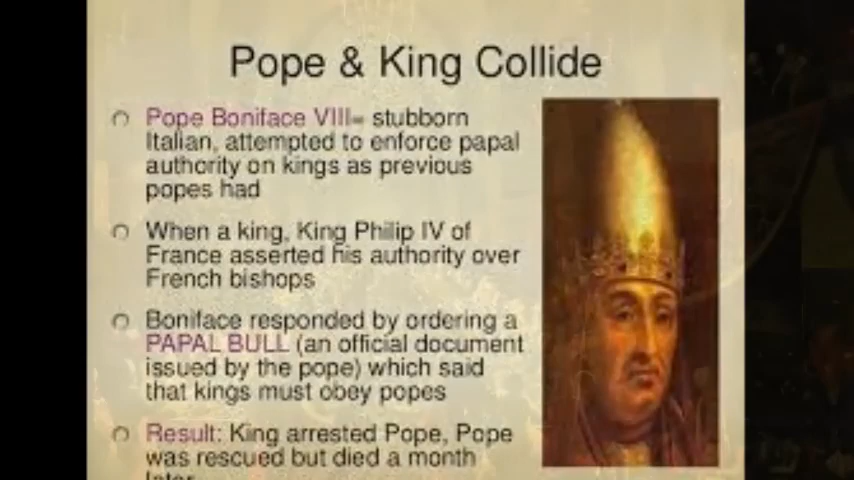 Pope & King Collide
Pope Boniface VIII= stubborn
Italian, attempted to enforce papal
authority on kings as previous
popes had
When a king, King Philip IV of
France asserted his authority over
French bishops
Boniface responded by ordering a
PAPAL BULL (an official document
issued by the pope) which said
that kings must obey popes
Result: King arrested Pope, Pope
was rescued but died a month
later